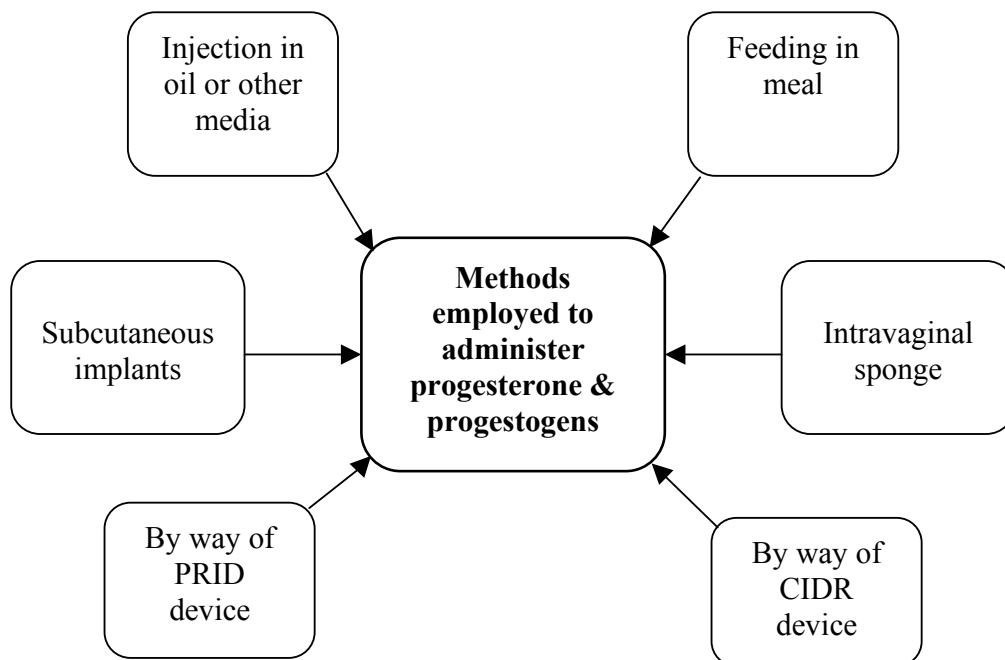 Injection in
oil or other
media
Feeding in
meal
Methods
employed to
administer
progesterone &
progestogens
Subcutaneous
implants
Intravaginal
sponge
By way of
PRID
device
By way of
CIDR
device